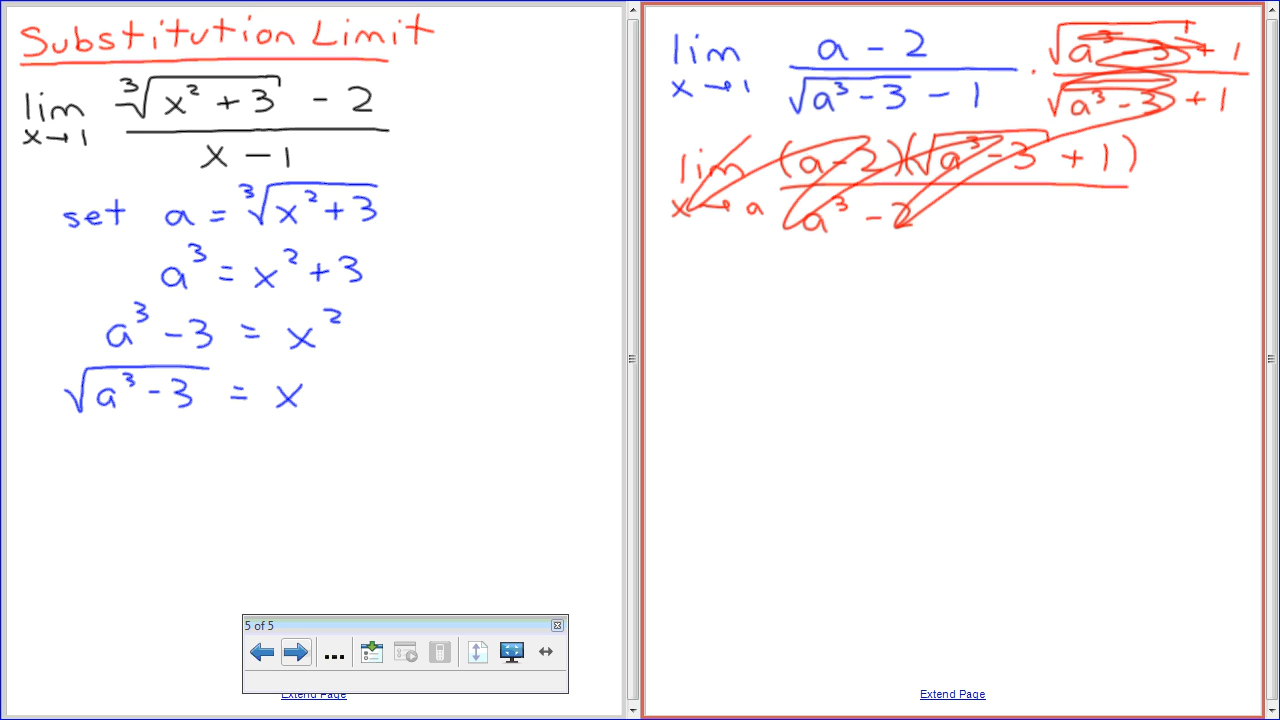 Substitution Limit
lim x→1 (∛(x² + 3) - 2) / (x - 1)
set a = ∛(x² + 3)
a³ = x² + 3
a³ - 3 = x²
√(a³ - 3) = x
5 of 5
Extend Page
lim x→1 (a - 2) / (√(a³ - 3) - 1) · (√(a³ - 3) + 1) / (√(a³ - 3) + 1)
lim x→a (a - 2)(√(a³ - 3) + 1) / (a³ - 2)
Extend Page